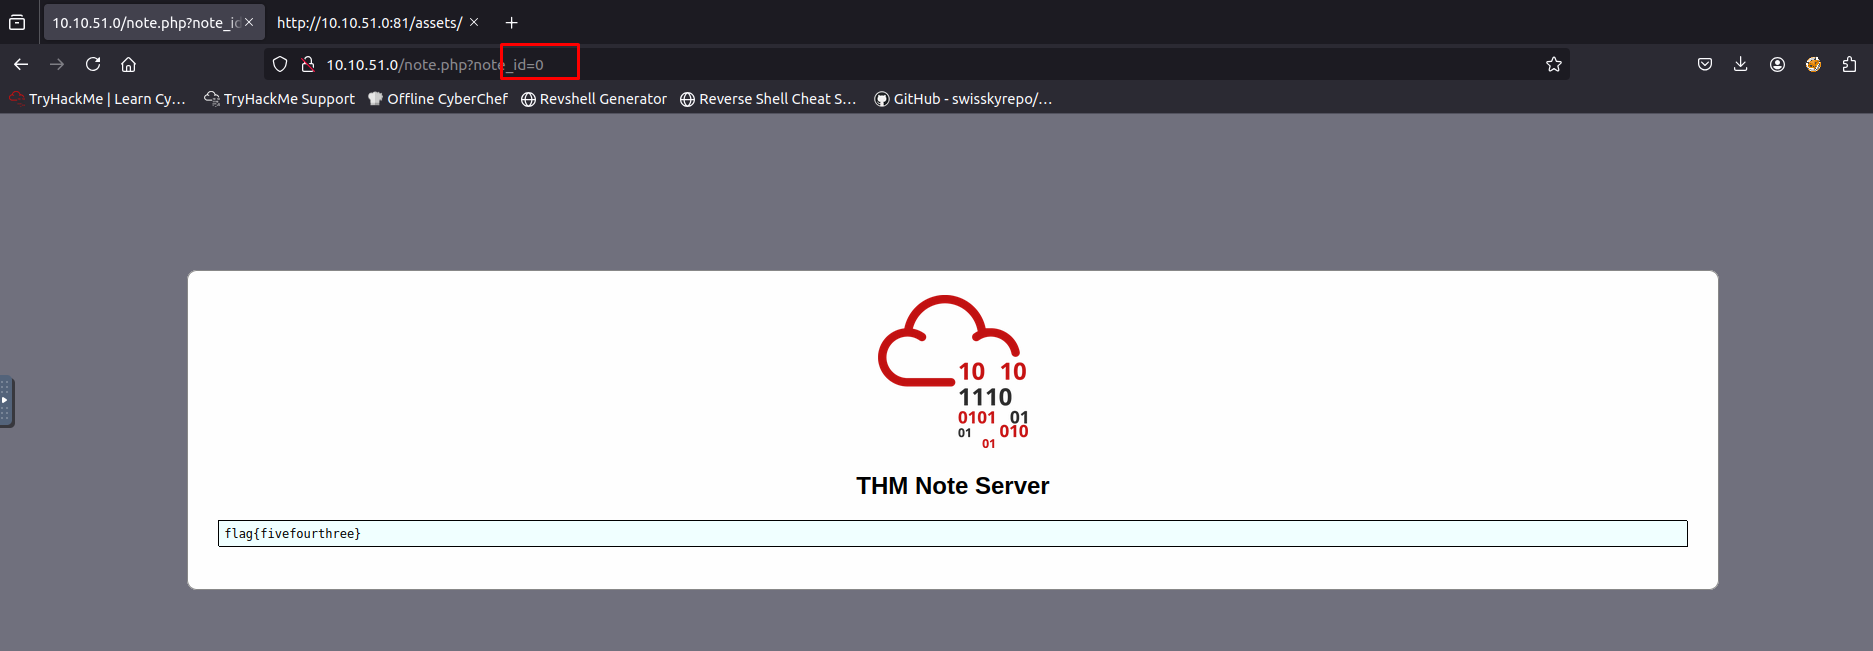 10.10.51.0/note.php?note_id
http://10.10.51.0:81/assets/
10.10.51.0/note.php?note_id=0
TryHackMe | Learn Cy…
TryHackMe Support
Offline CyberChef
Revshell Generator
Reverse Shell Cheat S…
GitHub - swisskyrepo/…
10 10
1110
0101 01
01 010
01
THM Note Server
flag{fivefourthree}